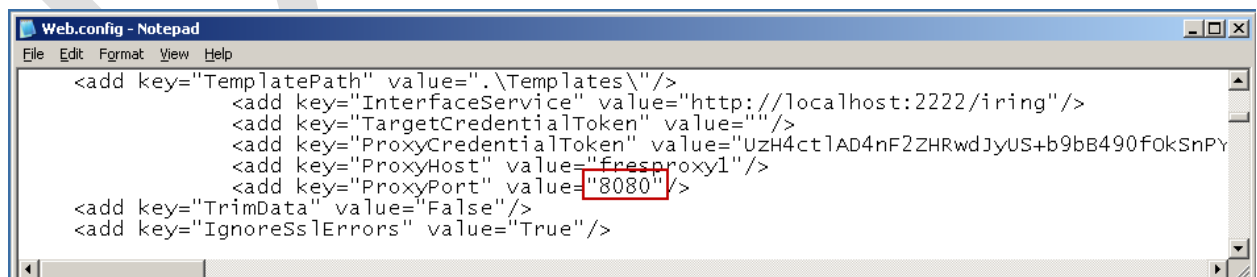 Web.config - Notepad
File Edit Format View Help
<add key="TemplatePath" value=".\Templates\"/>
<add key="InterfaceService" value="http://localhost:2222/iring"/>
<add key="TargetCredentialToken" value=""/>
<add key="ProxyCredentialToken" value="UzH4ctlAD4nF2ZHRwdJyUS+b9bB490fOkSnPY
<add key="ProxyHost" value="fresproxy1"/>
<add key="ProxyPort" value="8080"/>
<add key="TrimData" value="False"/>
<add key="IgnoreSslErrors" value="True"/>